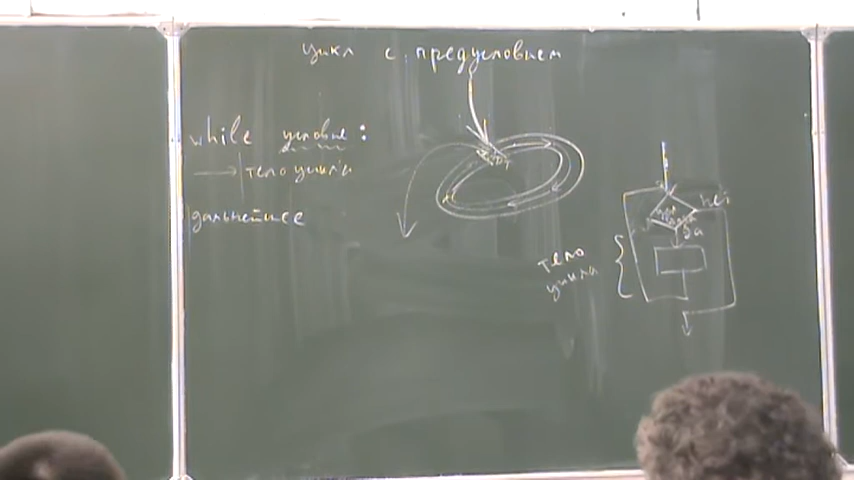 цикл с предусловием
while условие:
тело цикла
дальнейшее
нет
да
тело
цикла